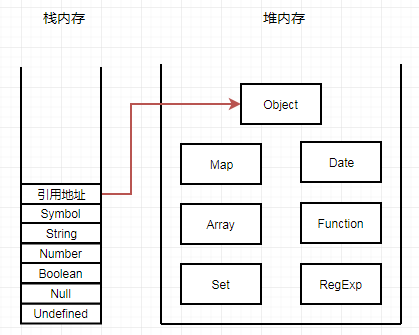 栈内存
堆内存
Object
Map
Date
引用地址
Symbol
String
Number
Boolean
Null
Undefined
Array
Function
Set
RegExp